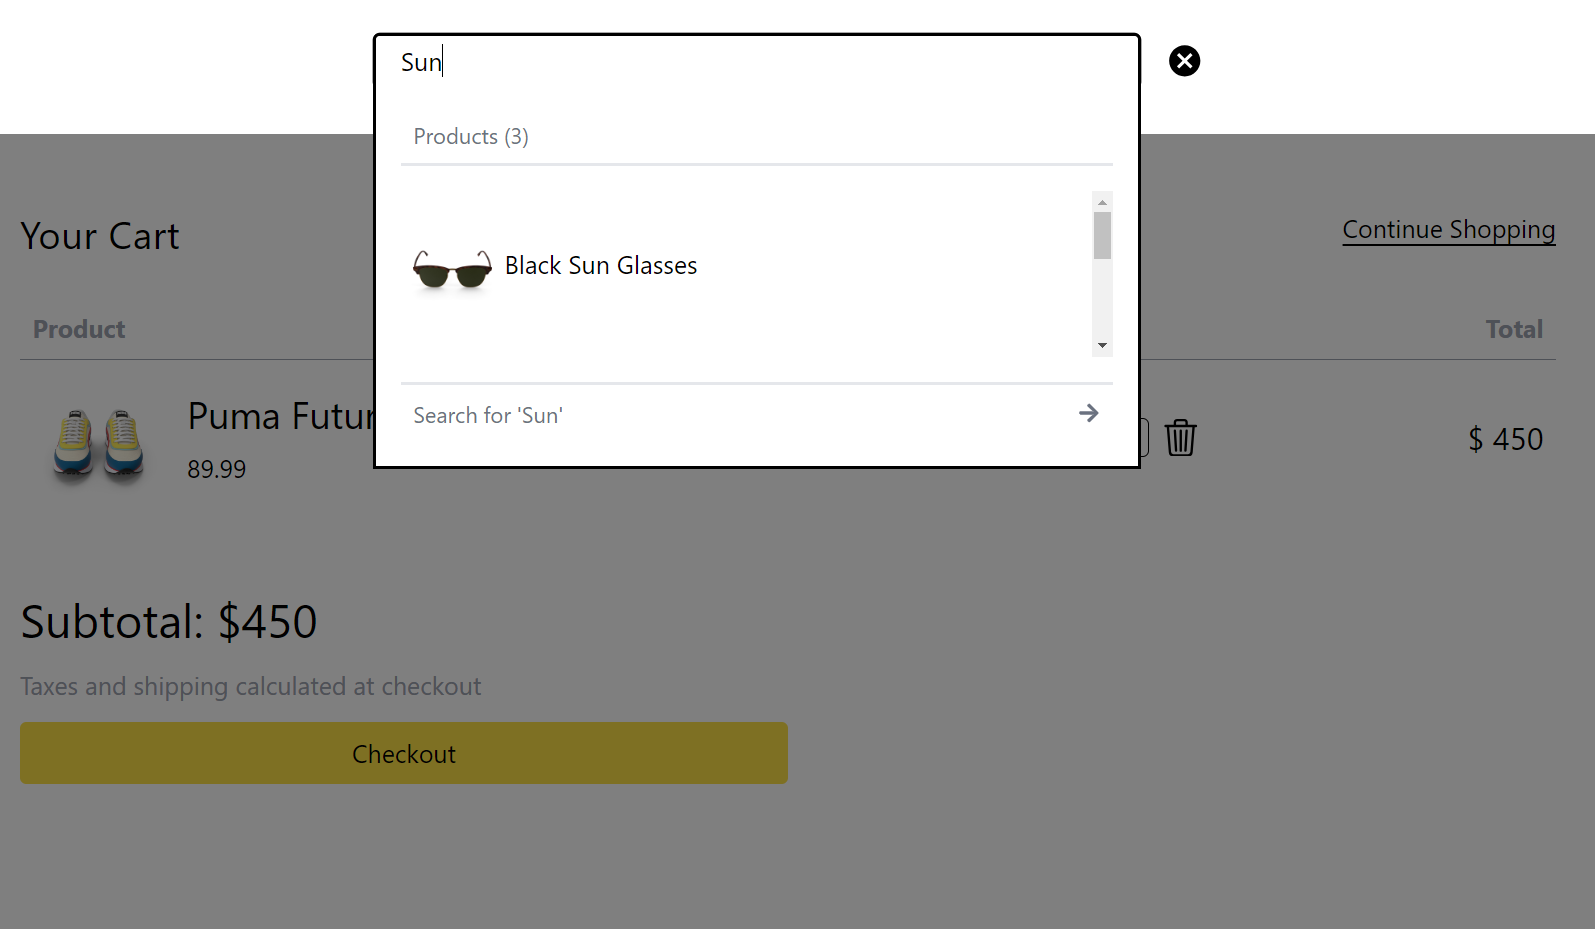 Sun
Products (3)
Black Sun Glasses
Search for 'Sun'
Your Cart
Continue Shopping
Product
Total
Puma Futur
89.99
$ 450
Subtotal: $450
Taxes and shipping calculated at checkout
Checkout